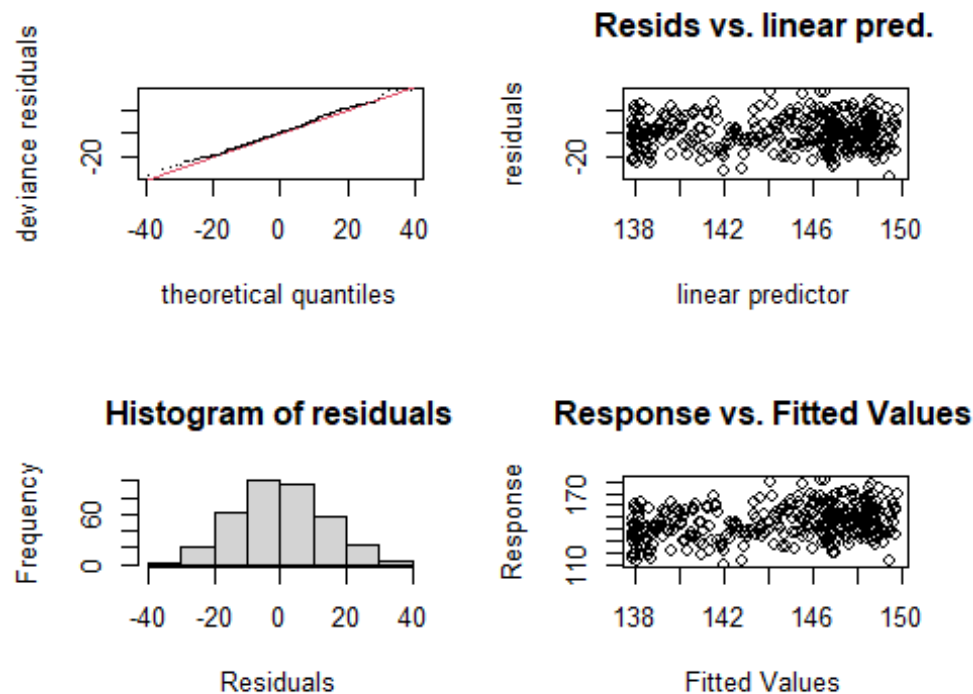 deviance residuals
-20
-40 -20 0 20 40
theoretical quantiles
Resids vs. linear pred.
residuals
-20
138 142 146 150
linear predictor
Histogram of residuals
Frequency
60
0
-40 -20 0 20 40
Residuals
Response vs. Fitted Values
Response
170
110
138 142 146 150
Fitted Values